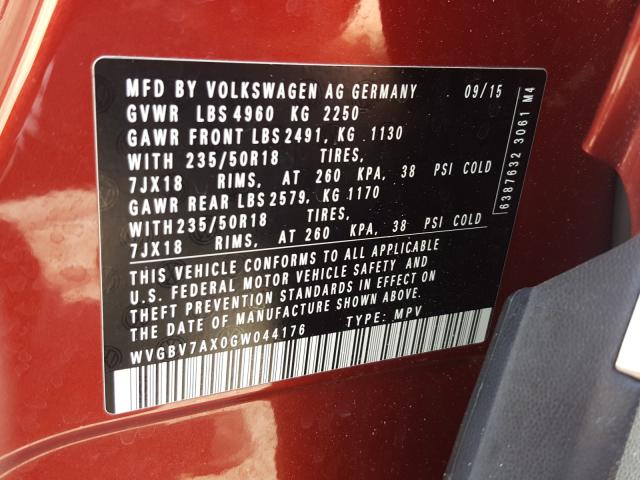 MFD BY VOLKSWAGEN AG GERMANY 09/15
GVWR LBS 4960 KG 2250
GAWR FRONT LBS 2491, KG 1130
WITH 235/50R18 TIRES,
7JX18 RIMS, AT 260 KPA, 38 PSI COLD
GAWR REAR LBS 2579, KG 1170
WITH 235/50R18 TIRES,
7JX18 RIMS, AT 260 KPA, 38 PSI COLD
THIS VEHICLE CONFORMS TO ALL APPLICABLE
U.S. FEDERAL MOTOR VEHICLE SAFETY AND
THEFT PREVENTION STANDARDS IN EFFECT ON
THE DATE OF MANUFACTURE SHOWN ABOVE.
WVGBV7AX0GW044176 TYPE: MPV
6387632 3061 M4